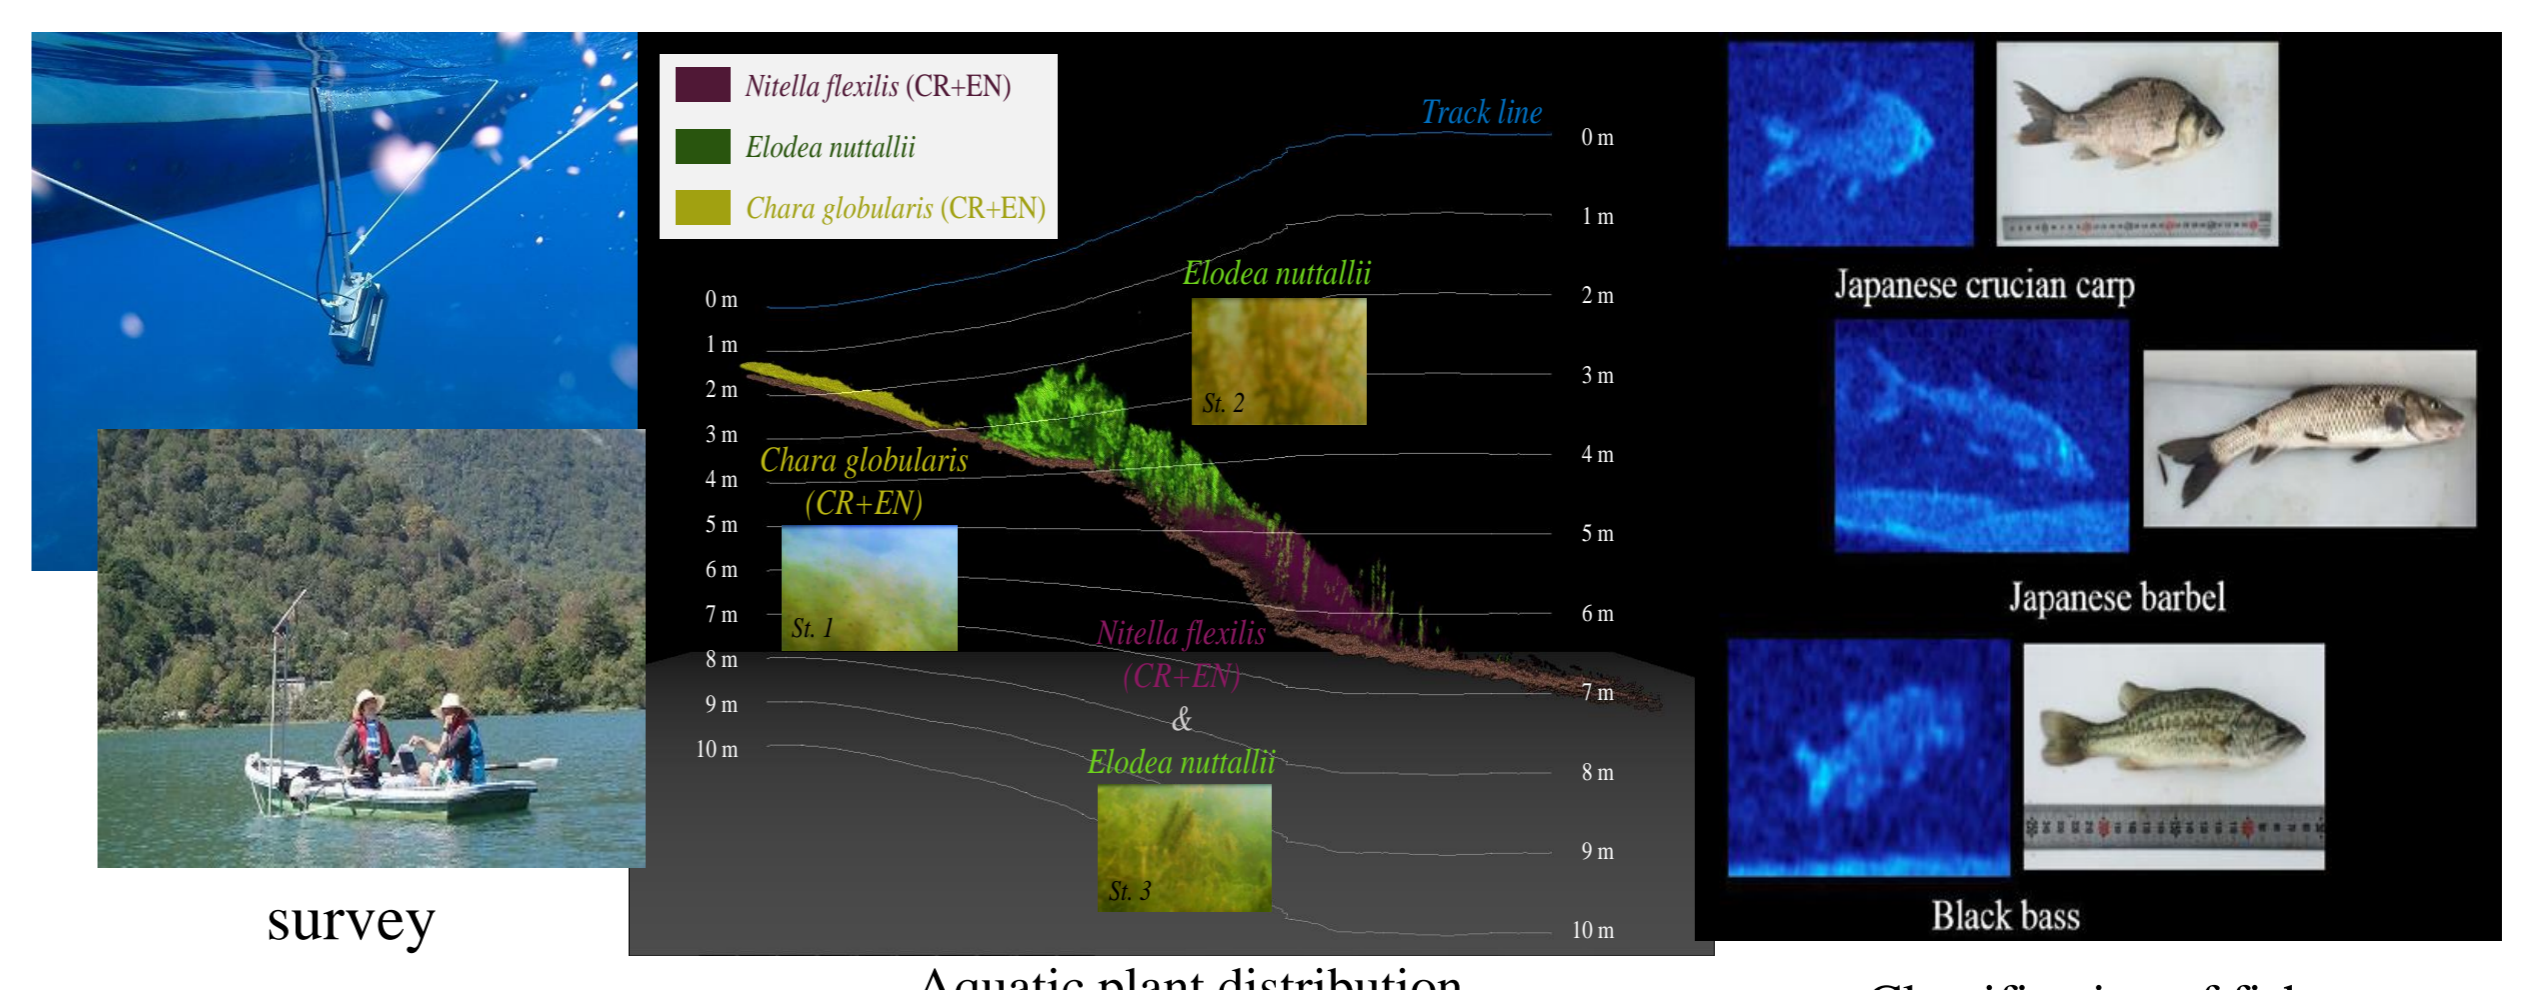 Nitella flexilis (CR+EN)
Elodea nuttallii
Chara globularis (CR+EN)
Track line
0 m
1 m
2 m
3 m
4 m
5 m
6 m
7 m
8 m
9 m
10 m
0 m
1 m
2 m
3 m
4 m
5 m
6 m
7 m
8 m
9 m
10 m
Elodea nuttallii
St. 2
Chara globularis
(CR+EN)
St. 1
Nitella flexilis
(CR+EN)
&
Elodea nuttallii
St. 3
Japanese crucian carp
Japanese barbel
Black bass
survey
Aquatic plant distribution
Classification of fish